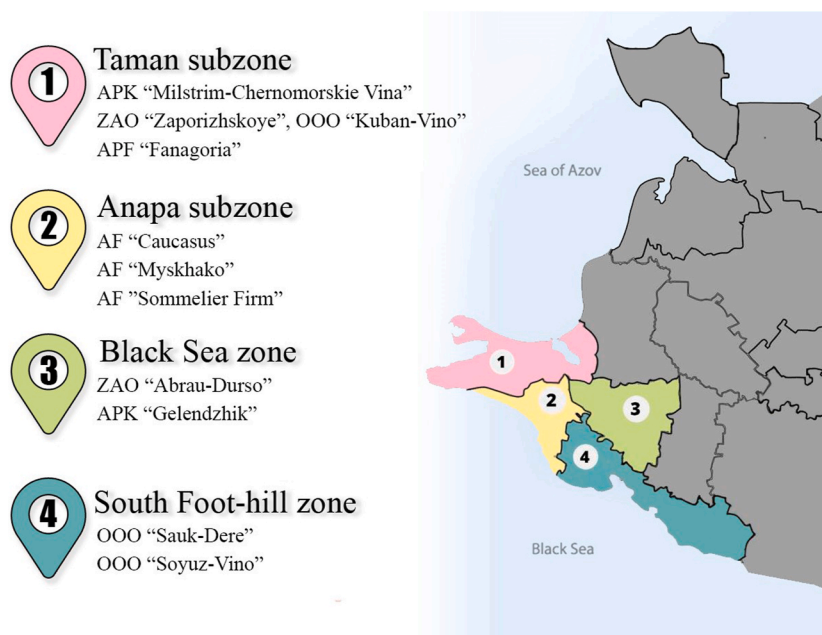 1
Taman subzone
APK “Milstrim-Chernomorskie Vina”
ZAO “Zaporizhskoye”, OOO “Kuban-Vino”
APF “Fanagoria”
2
Anapa subzone
AF “Caucasus”
AF “Myskhako”
AF ”Sommelier Firm”
3
Black Sea zone
ZAO “Abrau-Durso”
APK “Gelendzhik”
4
South Foot-hill zone
OOO “Sauk-Dere”
OOO “Soyuz-Vino”
Sea of Azov
1
2
3
4
Black Sea